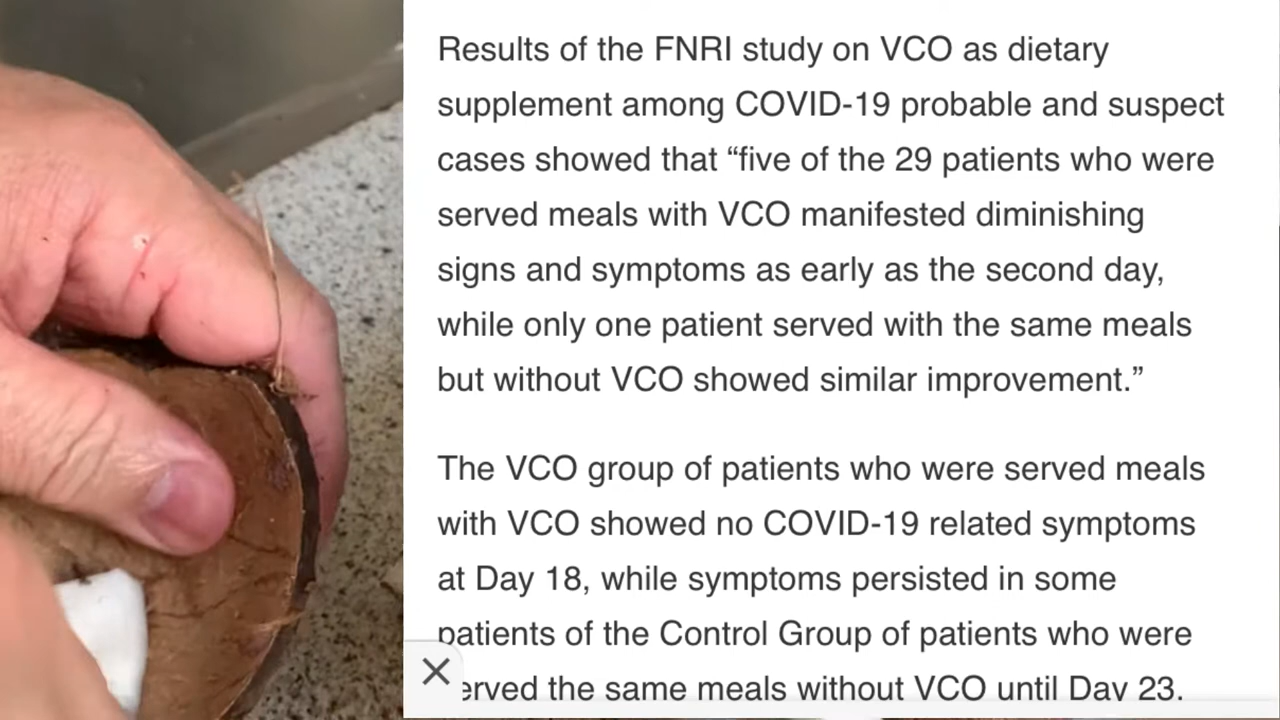 Results of the FNRI study on VCO as dietary
supplement among COVID-19 probable and suspect
cases showed that “five of the 29 patients who were
served meals with VCO manifested diminishing
signs and symptoms as early as the second day,
while only one patient served with the same meals
but without VCO showed similar improvement.”
The VCO group of patients who were served meals
with VCO showed no COVID-19 related symptoms
at Day 18, while symptoms persisted in some
patients of the Control Group of patients who were
erved the same meals without VCO until Day 23.